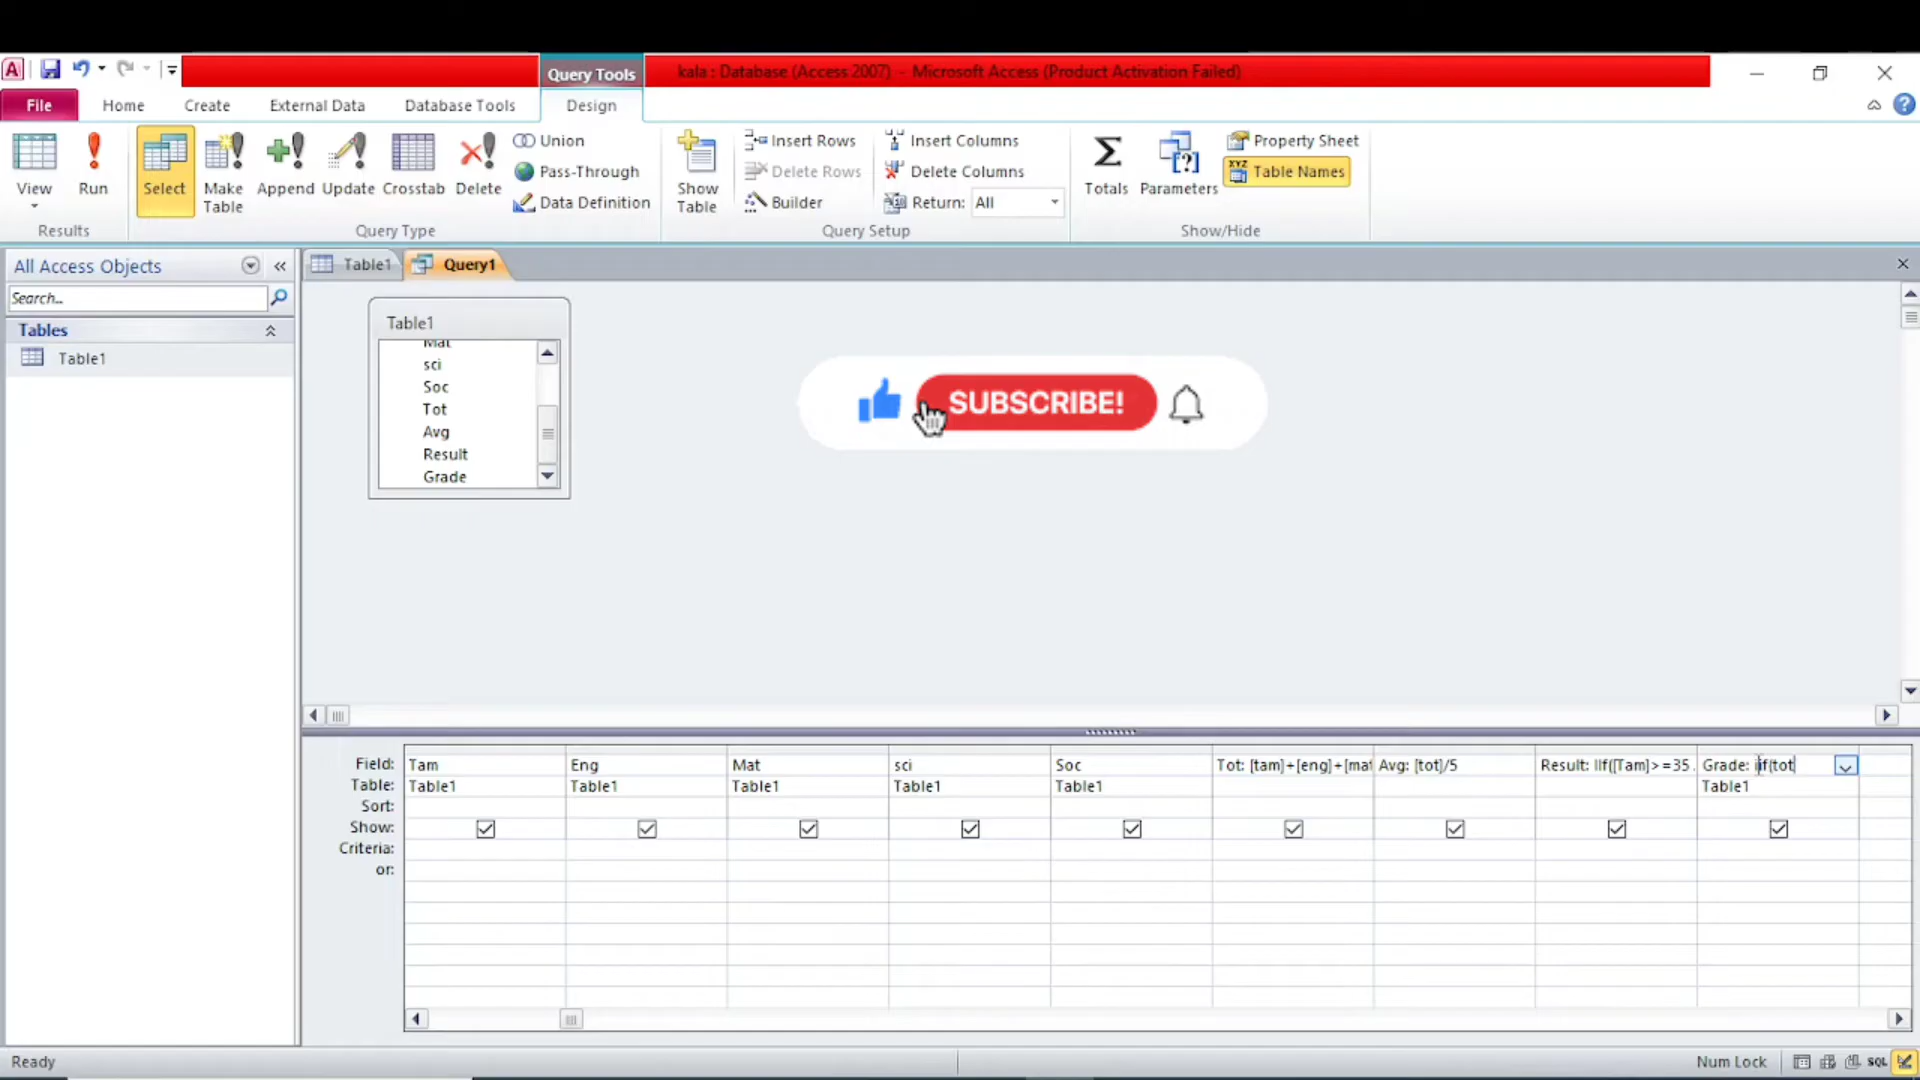 Query Tools
kala : Database (Access 2007) - Microsoft Access (Product Activation Failed)
File Home Create External Data Database Tools Design
View
Run
Select
Make Table
Append
Update
Crosstab
Delete
Union
Pass-Through
Data Definition
Show Table
Insert Rows
Delete Rows
Builder
Insert Columns
Delete Columns
Return: All
Totals
Parameters
Property Sheet
Table Names
Results
Query Type
Query Setup
Show/Hide
All Access Objects
Search...
Tables
Table1
Table1
Query1
Table1
Mat
sci
Soc
Tot
Avg
Result
Grade
SUBSCRIBE!
Field: Tam Eng Mat sci Soc Tot: [tam]+[eng]+[mat Avg: [tot]/5 Result: IIf([Tam]>=35 Grade: iif(tot
Table: Table1 Table1 Table1 Table1 Table1 Table1
Sort:
Show:
Criteria:
or:
Ready
Num Lock
SQL